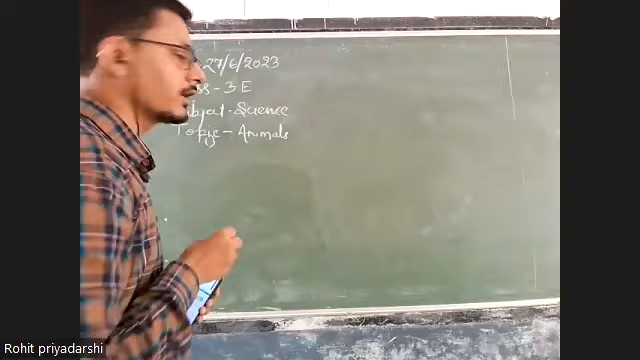 27/6/2023
ss - 3 E
bject - Science
Topic - Animals
Rohit priyadarshi